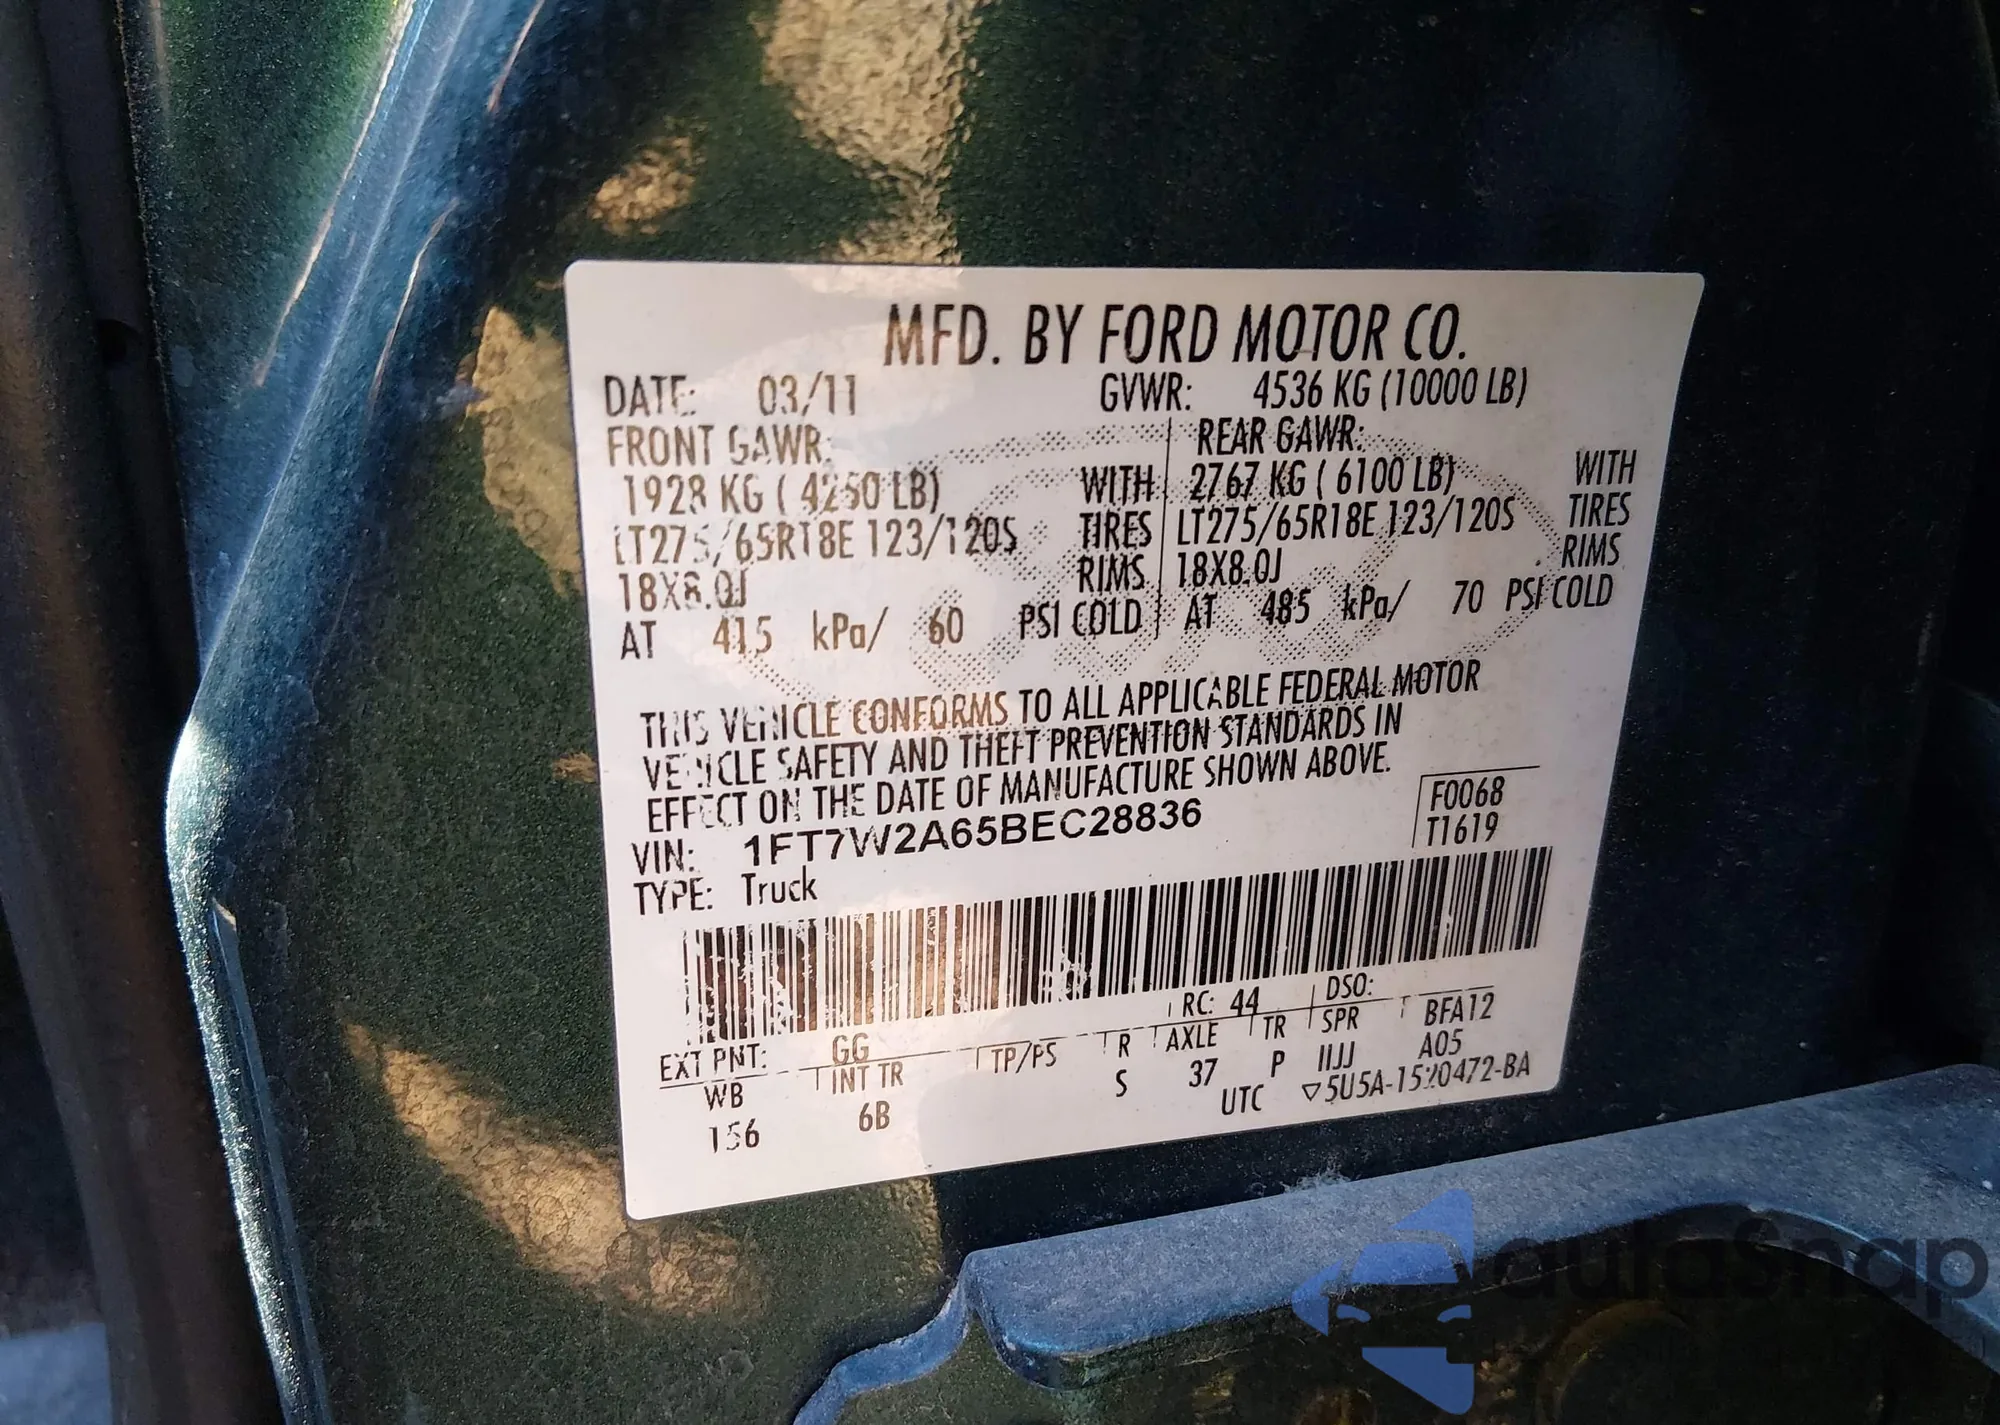 MFD. BY FORD MOTOR CO.
DATE: 03/11 GVWR: 4536 KG (10000 LB)
FRONT GAWR: REAR GAWR:
1928 KG ( 4250 LB) WITH 2767 KG ( 6100 LB) WITH
LT275/65R18E 123/120S TIRES LT275/65R18E 123/120S TIRES
18X8.0J RIMS 18X8.0J RIMS
AT 415 kPa/ 60 PSI COLD AT 485 kPa/ 70 PSI COLD
THIS VEHICLE CONFORMS TO ALL APPLICABLE FEDERAL MOTOR
VEHICLE SAFETY AND THEFT PREVENTION STANDARDS IN
EFFECT ON THE DATE OF MANUFACTURE SHOWN ABOVE.
VIN: 1FT7W2A65BEC28836 F0068
TYPE: Truck T1619
EXT PNT: GG RC: 44 DSO:
WB INT TR TP/PS R AXLE TR SPR BFA12
156 6B S 37 P IIJJ A05
UTC ▽5U5A-1520472-BA
autosnap